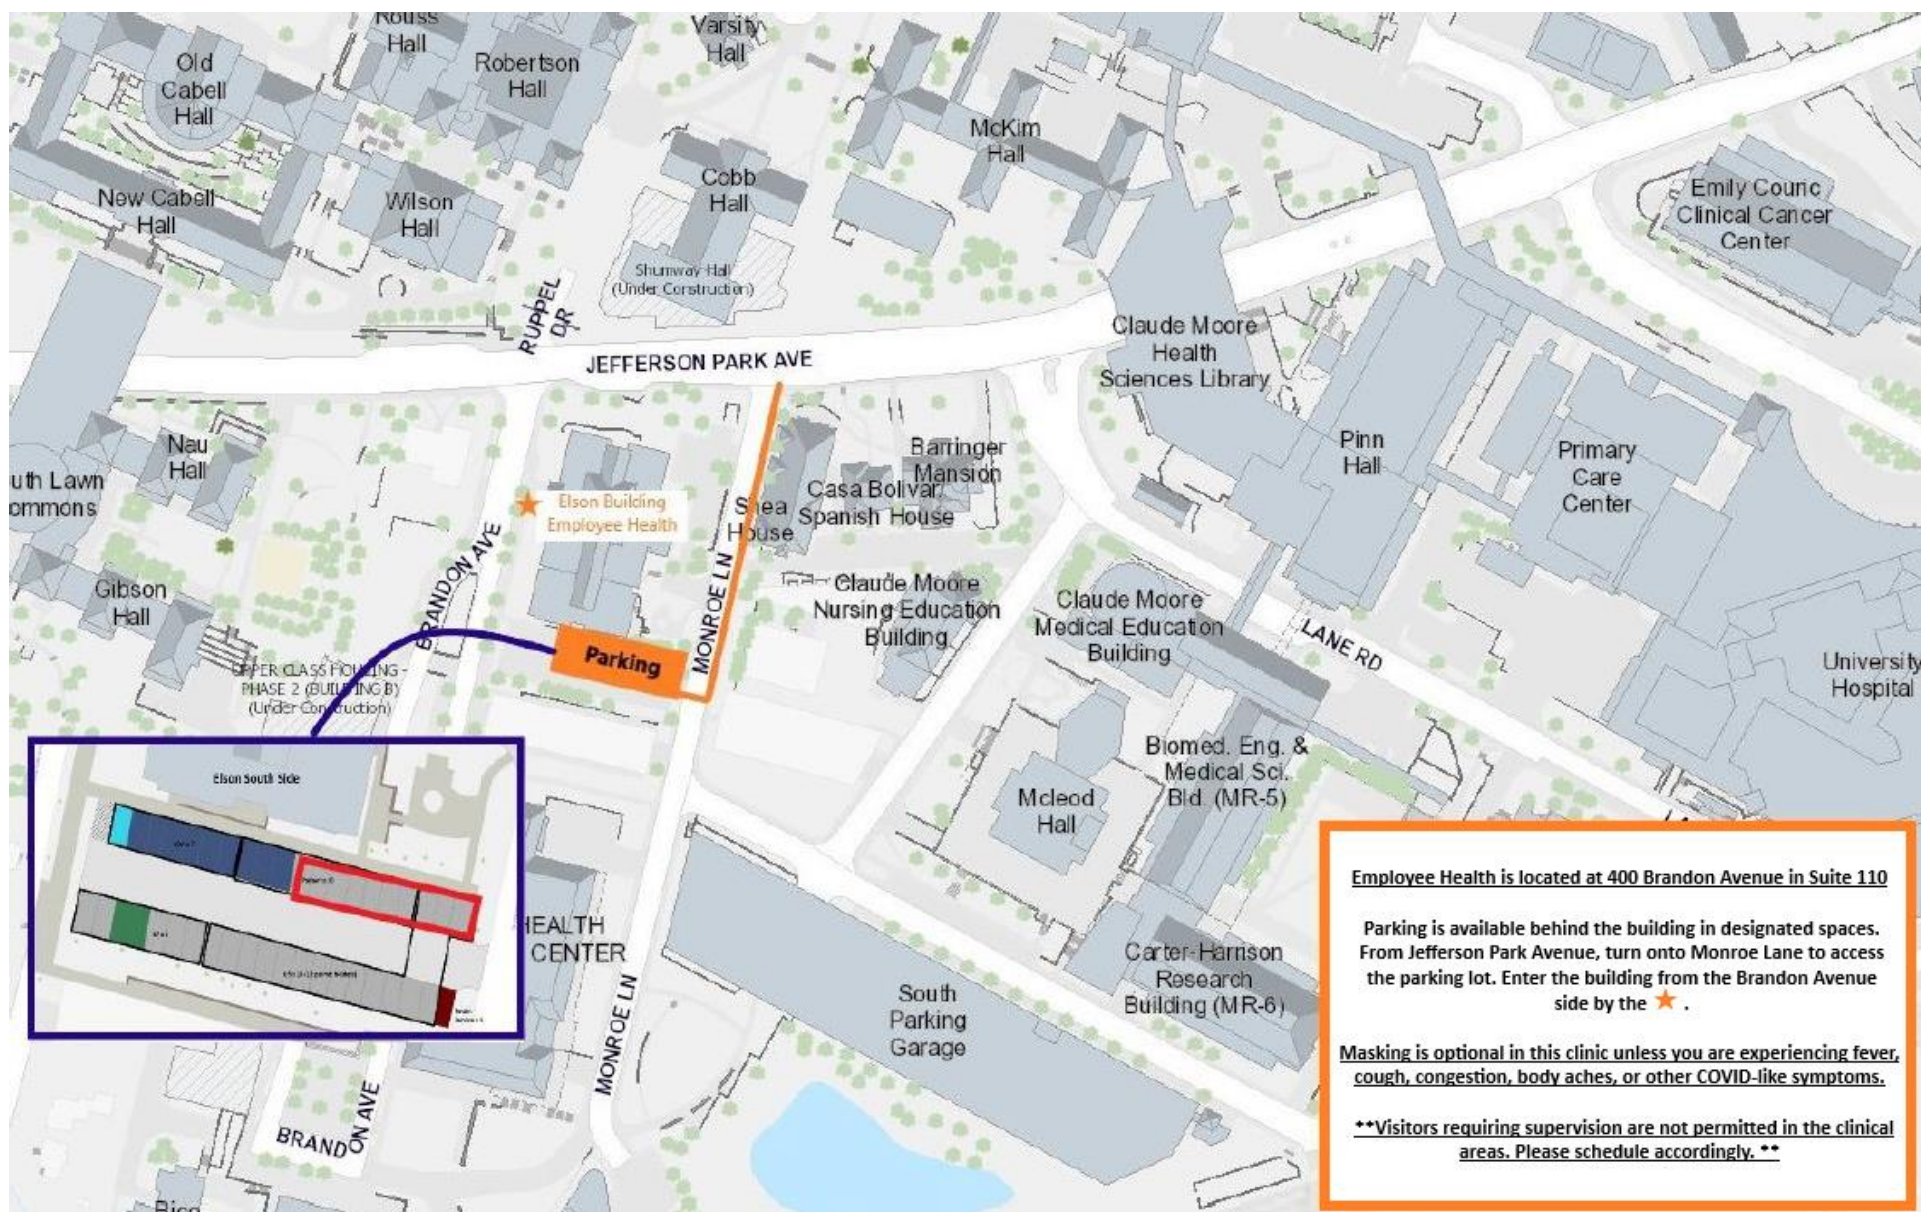 Rouss
Hall
Old
Cabell
Hall
Robertson
Hall
Varsity
Hall
McKim
Hall
New Cabell
Hall
Wilson
Hall
Cobb
Hall
Emily Couric
Clinical Cancer
Center
Shumway Hall
(Under Construction)
RUPPEL
DR
JEFFERSON PARK AVE
Claude Moore
Health
Sciences Library
Nau
Hall
uth Lawn
ommons
Elson Building
Employee Health
Shea
House
Casa Bolivar
Spanish House
Barringer
Mansion
Pinn
Hall
Primary
Care
Center
BRANDON AVE
MONROE LN
Gibson
Hall
Claude Moore
Nursing Education
Building
Claude Moore
Medical Education
Building
LANE RD
University
Hospital
Parking
UPPER CLASS HOUSING -
PHASE 2 (BUILDING B)
(Under Construction)
Elson South Side
Biomed. Eng. &
Medical Sci.
Bld. (MR-5)
Mcleod
Hall
HEALTH
CENTER
MONROE LN
South
Parking
Garage
Carter-Harrison
Research
Building (MR-6)
BRANDON AVE
Employee Health is located at 400 Brandon Avenue in Suite 110
Parking is available behind the building in designated spaces.
From Jefferson Park Avenue, turn onto Monroe Lane to access
the parking lot. Enter the building from the Brandon Avenue
side by the ★ .
Masking is optional in this clinic unless you are experiencing fever,
cough, congestion, body aches, or other COVID-like symptoms.
**Visitors requiring supervision are not permitted in the clinical
areas. Please schedule accordingly. **